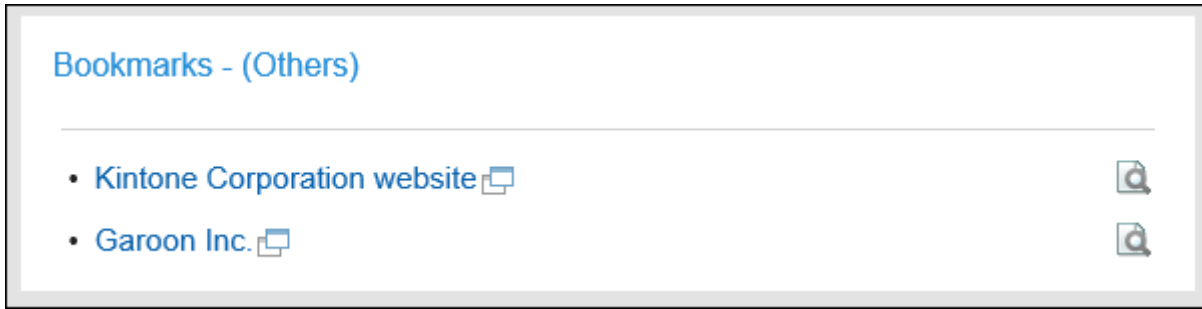 Bookmarks - (Others)
• Kintone Corporation website
• Garoon Inc.